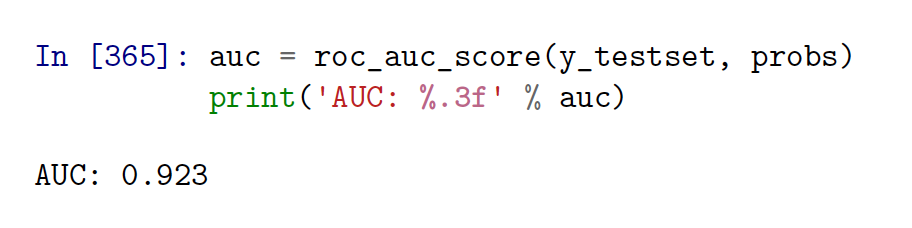 In [365]: auc = roc_auc_score(y_testset, probs)
print('AUC: %.3f' % auc)
AUC: 0.923